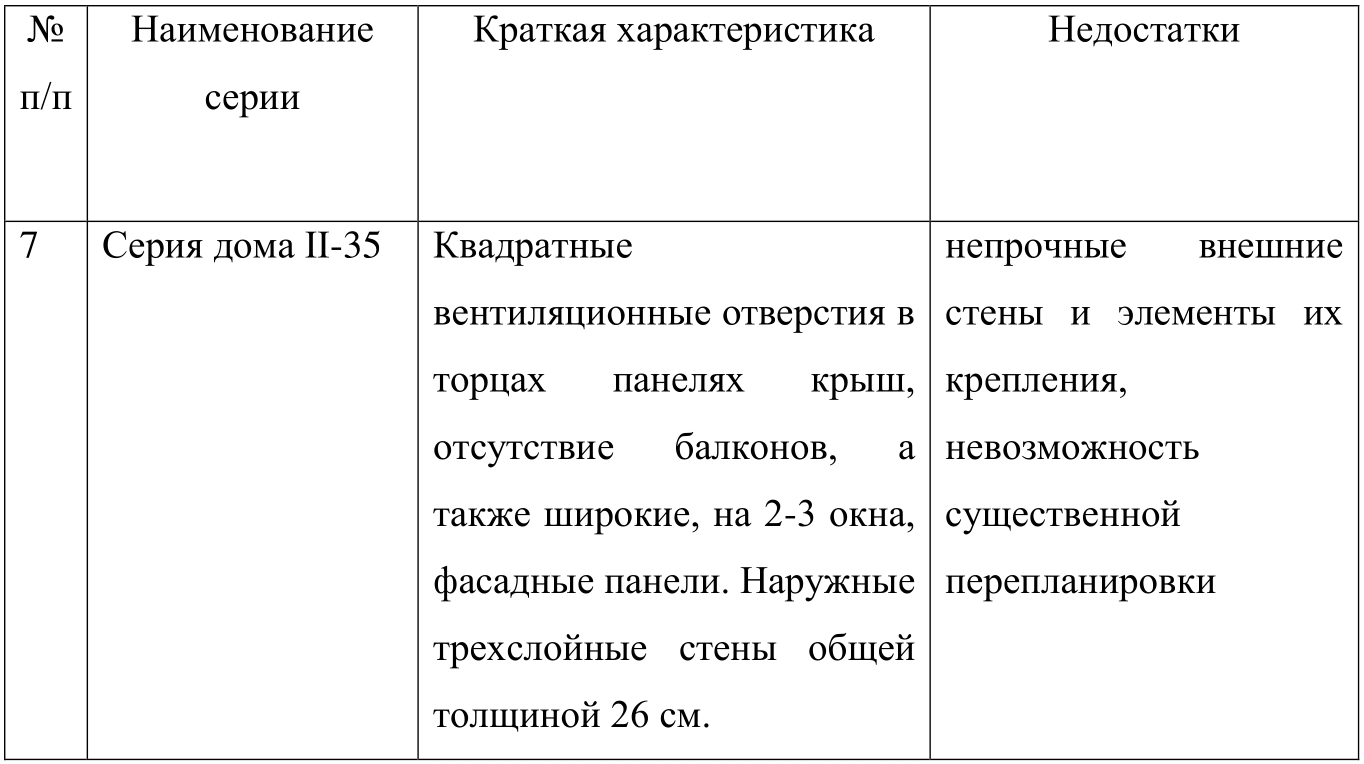 № п/п
Наименование
серии
Краткая характеристика
Недостатки
7
Серия дома II-35
Квадратные
вентиляционные отверстия в
торцах панелях крыш,
отсутствие балконов, а
также широкие, на 2-3 окна,
фасадные панели. Наружные
трехслойные стены общей
толщиной 26 см.
непрочные внешние
стены и элементы их
крепления,
невозможность
существенной
перепланировки